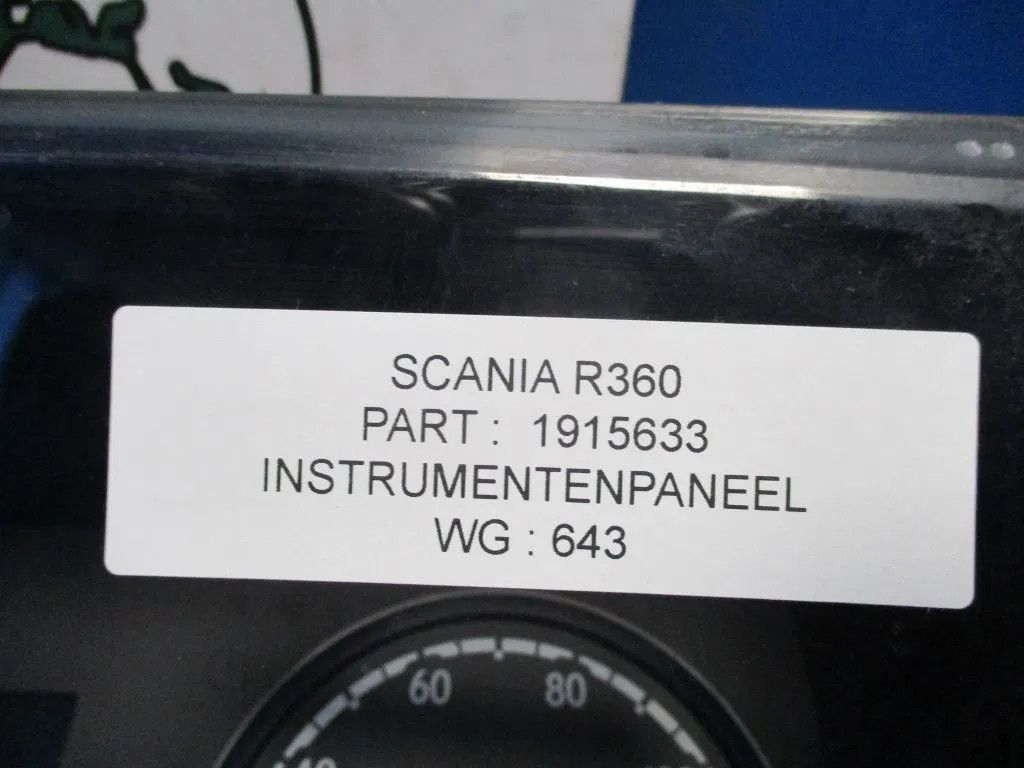 SCANIA R360
PART : 1915633
INSTRUMENTENPANEEL
WG : 643
60 80